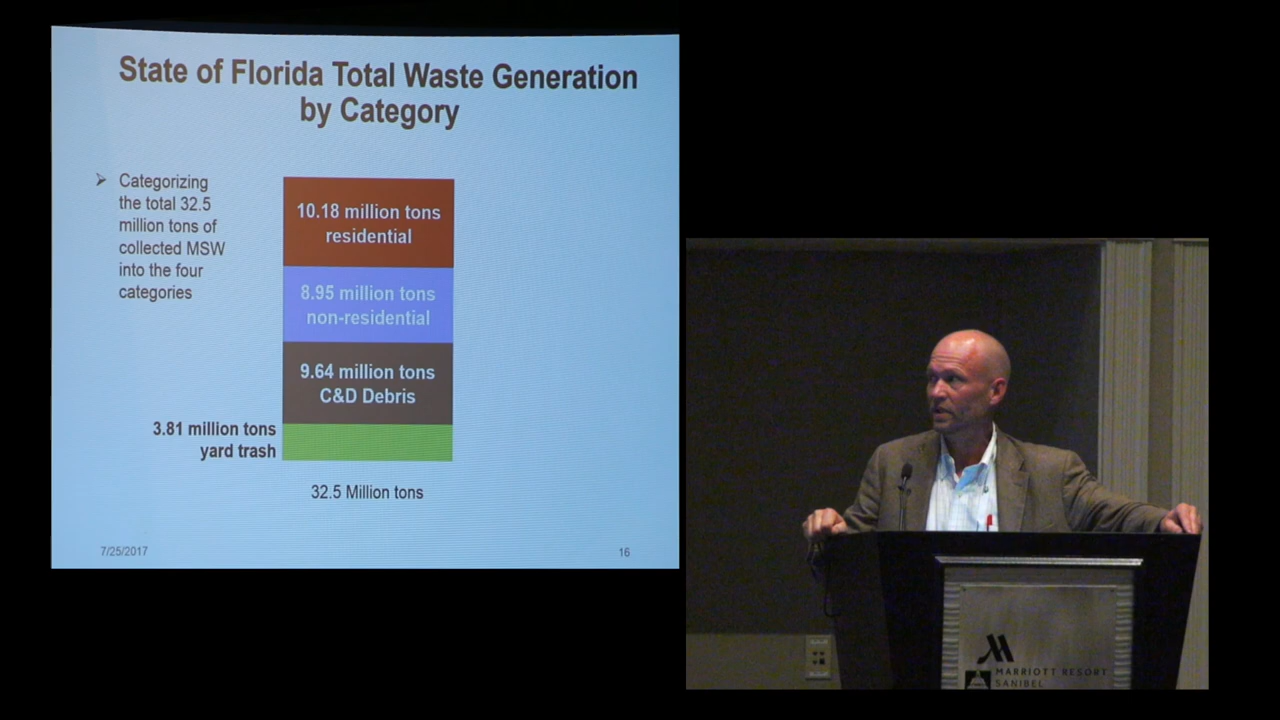 State of Florida Total Waste Generation
by Category
➢ Categorizing
the total 32.5
million tons of
collected MSW
into the four
categories
10.18 million tons
residential
8.95 million tons
non-residential
9.64 million tons
C&D Debris
3.81 million tons
yard trash
32.5 Million tons
7/25/2017
16
MARRIOTT RESORT
SANIBEL